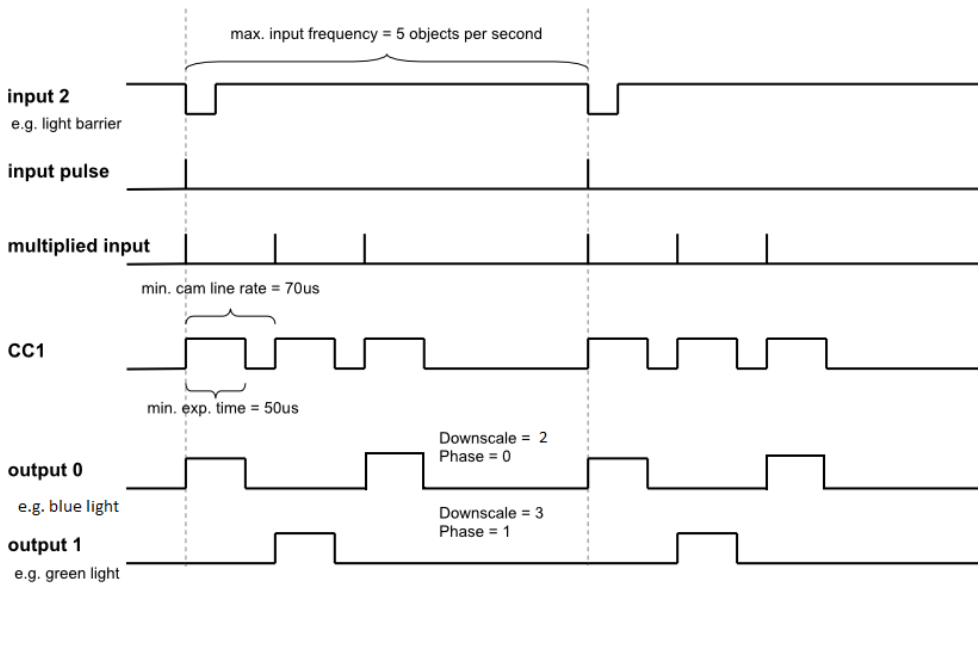 max. input frequency = 5 objects per second
input 2
e.g. light barrier
input pulse
multiplied input
min. cam line rate = 70us
CC1
min. exp. time = 50us
Downscale = 2
Phase = 0
output 0
e.g. blue light
Downscale = 3
Phase = 1
output 1
e.g. green light